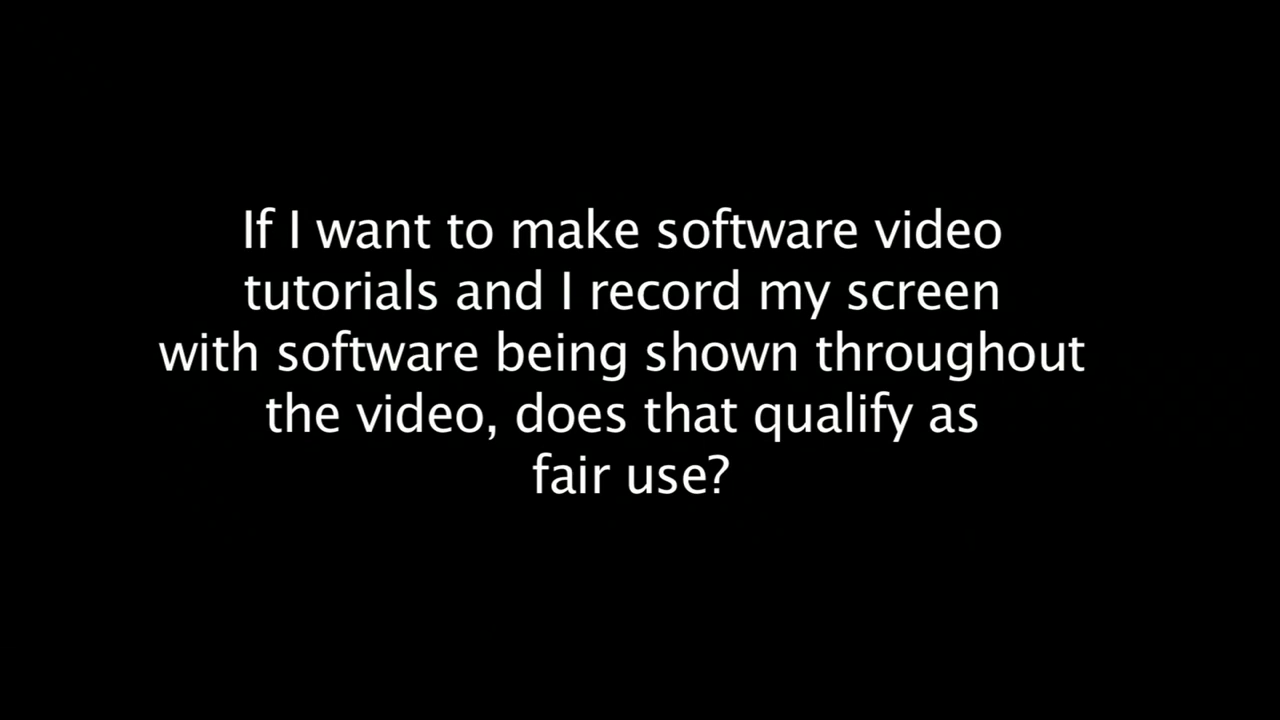 If I want to make software video
tutorials and I record my screen
with software being shown throughout
the video, does that qualify as
fair use?